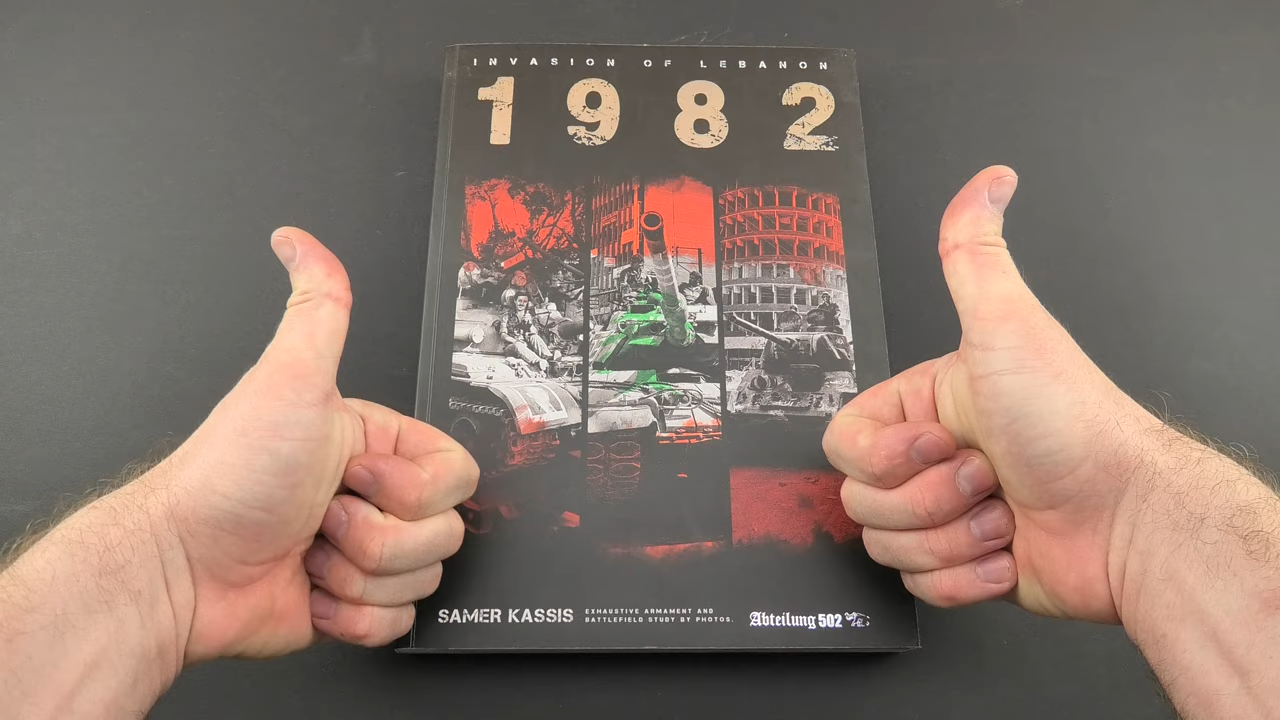 INVASION OF LEBANON
1982
SAMER KASSIS
EXHAUSTIVE ARMAMENT AND
BATTLEFIELD STUDY BY PHOTOS.
Abteilung 502